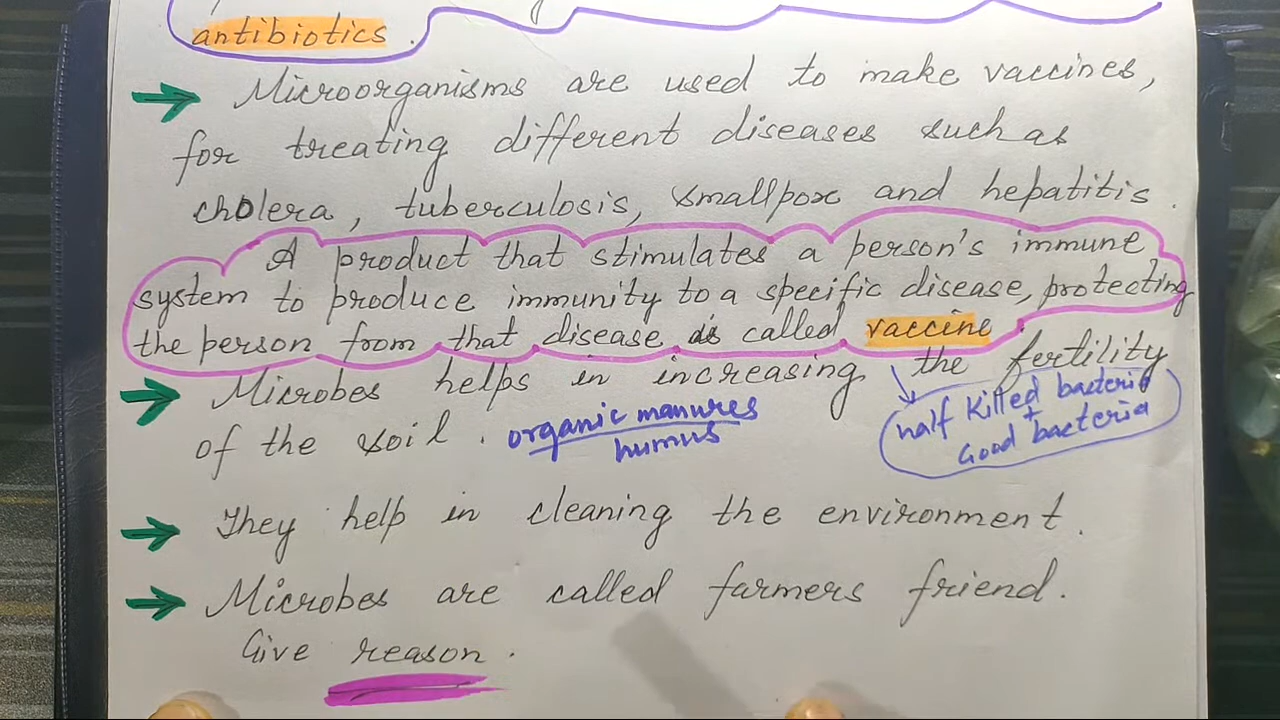 antibiotics.
Microorganisms are used to make vaccines,
for treating different diseases such as
cholera, tuberculosis, smallpox and hepatitis.
A product that stimulates a person's immune
system to produce immunity to a specific disease, protecting
the person from that disease is called vaccine.
Microbes helps in increasing the fertility
of the soil. organic manures
humus
half killed bacteria
+
Good bacteria
They help in cleaning the environment.
Microbes are called farmers friend.
Give reason.